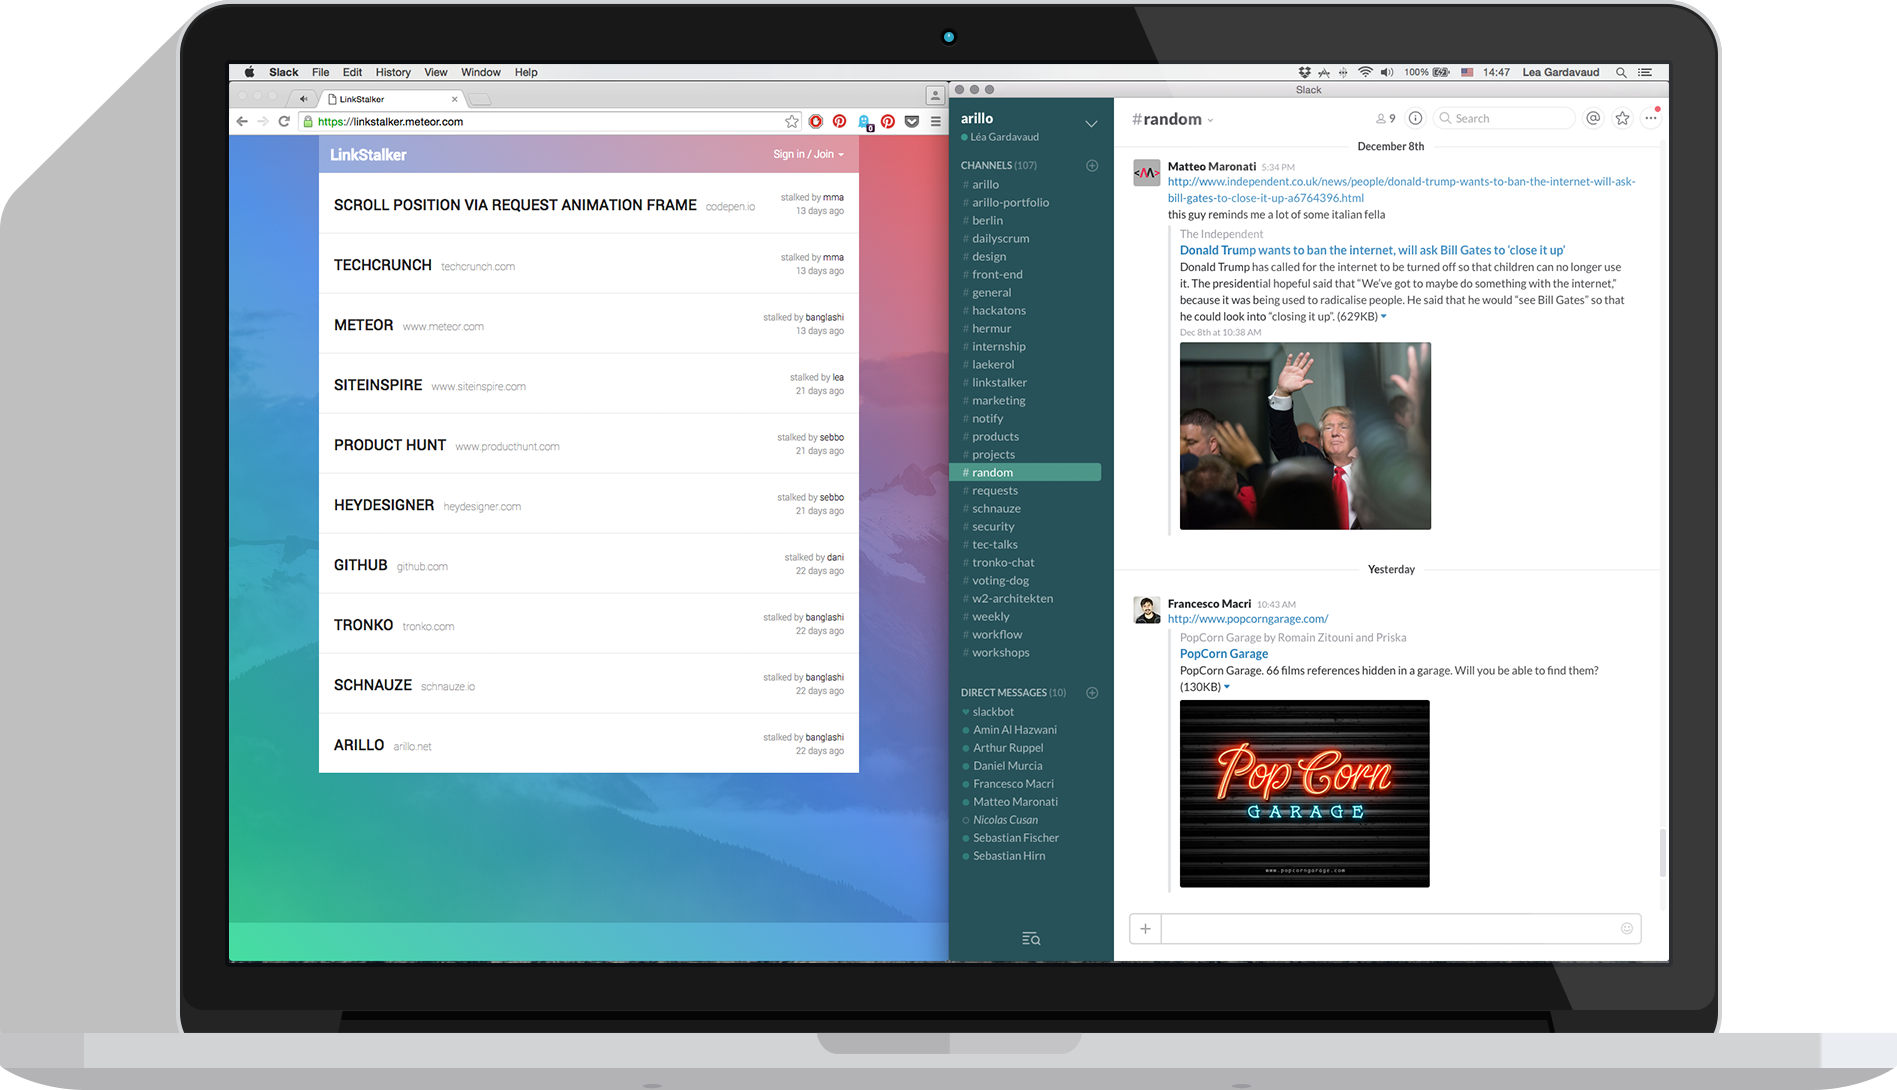 Slack File Edit History View Window Help
100% 14:47 Lea Gardavaud
LinkStalker
https://linkstalker.meteor.com
0
LinkStalker
Sign in / Join
SCROLL POSITION VIA REQUEST ANIMATION FRAME codepen.io
stalked by mma
13 days ago
TECHCRUNCH techcrunch.com
stalked by mma
13 days ago
METEOR www.meteor.com
stalked by banglashi
13 days ago
SITEINSPIRE www.siteinspire.com
stalked by lea
21 days ago
PRODUCT HUNT www.producthunt.com
stalked by sebbo
21 days ago
HEYDESIGNER heydesigner.com
stalked by sebbo
21 days ago
GITHUB github.com
stalked by dani
22 days ago
TRONKO tronko.com
stalked by banglashi
22 days ago
SCHNAUZE schnauze.io
stalked by banglashi
22 days ago
ARILLO arillo.net
stalked by banglashi
22 days ago
Slack
arillo
Léa Gardavaud
CHANNELS (107)
# arillo
# arillo-portfolio
# berlin
# dailyscrum
# design
# front-end
# general
# hackatons
# hermur
# internship
# laekerol
# linkstalker
# marketing
# notify
# products
# projects
# random
# requests
# schnauze
# security
# tec-talks
# tronko-chat
# voting-dog
# w2-architekten
# weekly
# workflow
# workshops
DIRECT MESSAGES (10)
slackbot
Amin Al Hazwani
Arthur Ruppel
Daniel Murcia
Francesco Macri
Matteo Maronati
Nicolas Cusan
Sebastian Fischer
Sebastian Hirn
#random
9
Search
December 8th
<M>
Matteo Maronati 5:34 PM
http://www.independent.co.uk/news/people/donald-trump-wants-to-ban-the-internet-will-ask-
bill-gates-to-close-it-up-a6764396.html
this guy reminds me a lot of some italian fella
The Independent
Donald Trump wants to ban the internet, will ask Bill Gates to 'close it up'
Donald Trump has called for the internet to be turned off so that children can no longer use
it. The presidential hopeful said that “We've got to maybe do something with the internet,”
because it was being used to radicalise people. He said that he would “see Bill Gates” so that
he could look into “closing it up”. (629KB)
Dec 8th at 10:38 AM
Yesterday
Francesco Macri 10:43 AM
http://www.popcorngarage.com/
PopCorn Garage by Romain Zitouni and Priska
PopCorn Garage
PopCorn Garage. 66 films references hidden in a garage. Will you be able to find them?
(130KB)
Pop Corn
GARAGE
www.popcorngarage.com